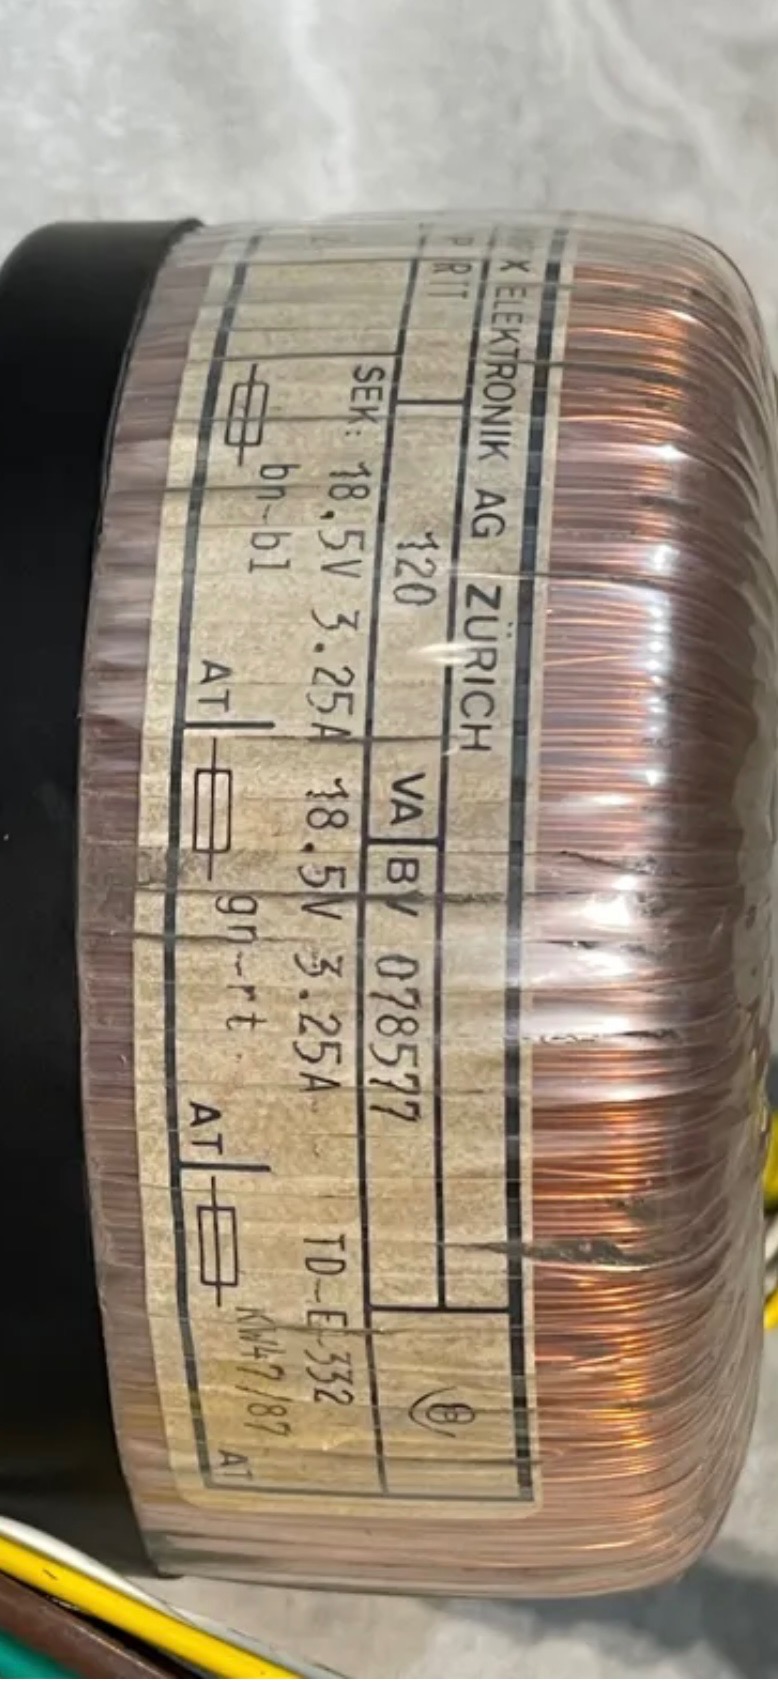 X ELEKTRONIK AG ZÜRICH
120 VA BV 078577
SEK: 18,5V 3.25A 18.5V 3.25A TD-E 332
bn-bl gn-rt KW47/87
AT AT AT